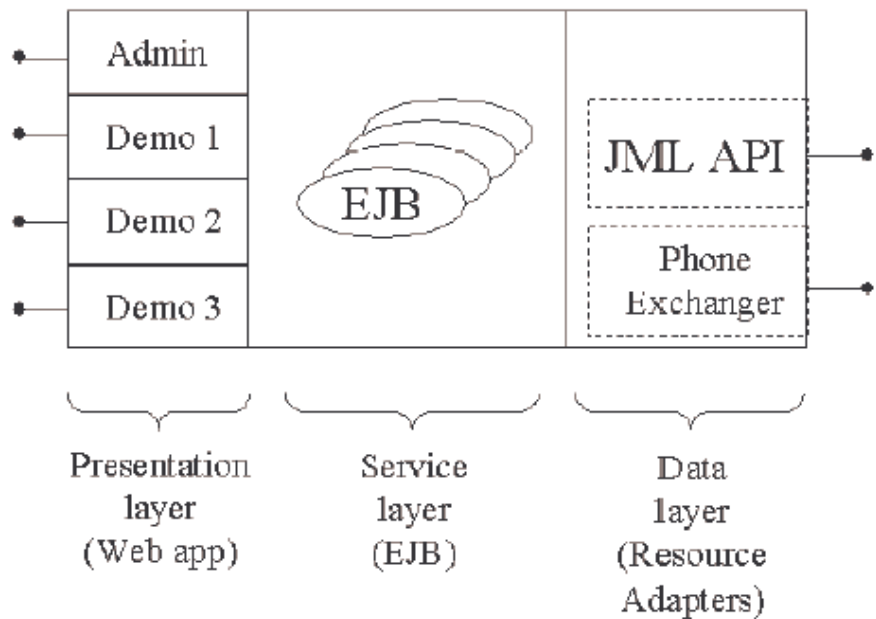 Admin
Demo 1
Demo 2
Demo 3
EJB
JML API
Phone
Exchanger
Presentation
layer
(Web app)
Service
layer
(EJB)
Data
layer
(Resource
Adapters)